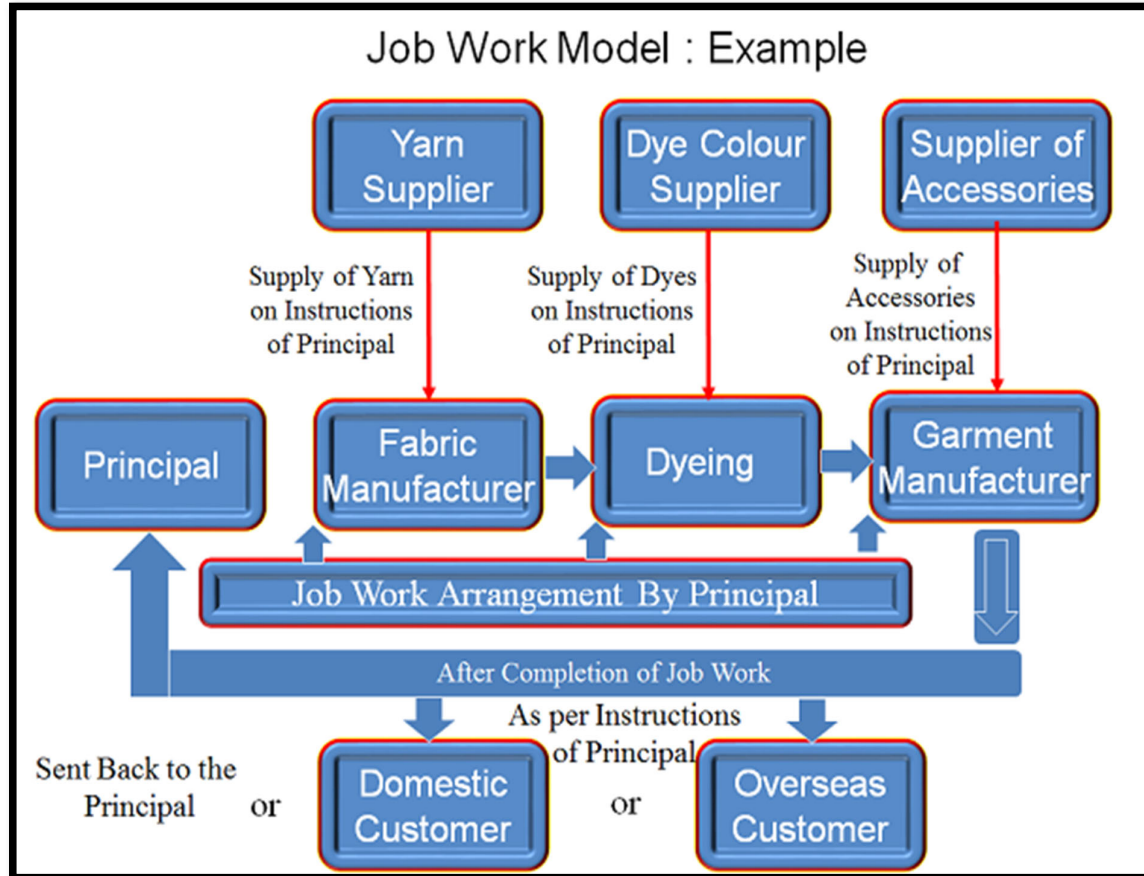 Job Work Model : Example
Yarn
Supplier
Dye Colour
Supplier
Supplier of
Accessories
Supply of Yarn
on Instructions
of Principal
Supply of Dyes
on Instructions
of Principal
Supply of
Accessories
on Instructions
of Principal
Principal
Fabric
Manufacturer
Dyeing
Garment
Manufacturer
Job Work Arrangement By Principal
After Completion of Job Work
As per Instructions
of Principal
Sent Back to the
Principal
or
Domestic
Customer
or
Overseas
Customer